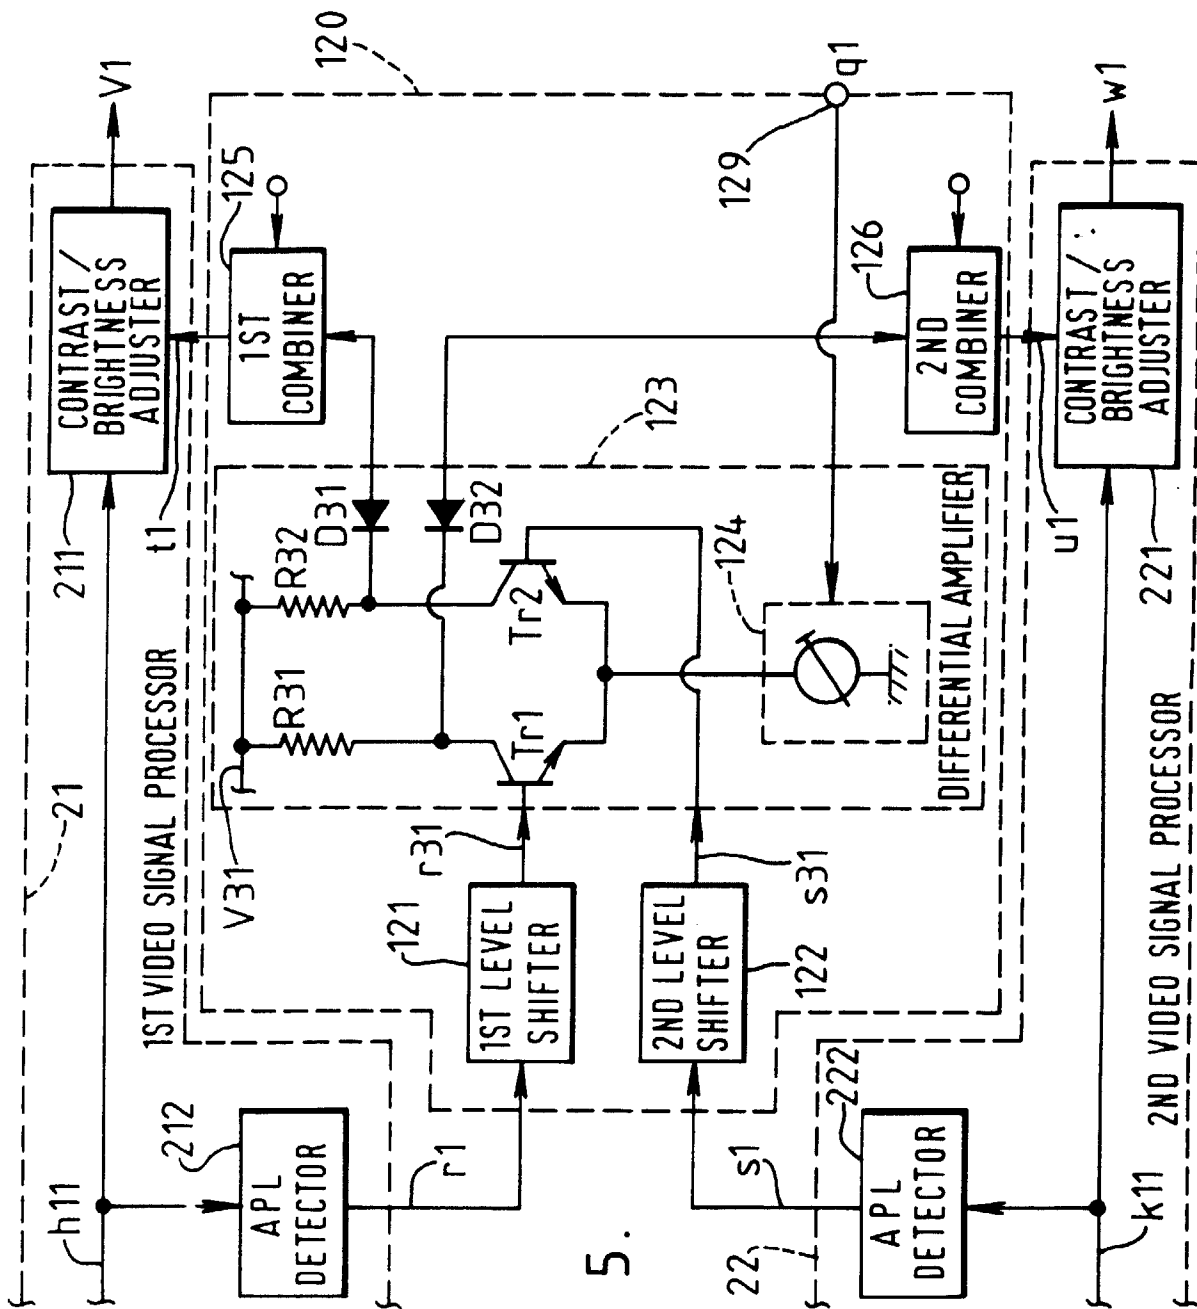 21
1ST VIDEO SIGNAL PROCESSOR
h11
211
CONTRAST /
BRIGHTNESS
ADJUSTER
V1
212
APL
DETECTOR
r1
t1
120
125
1ST
COMBINER
V31
R31
R32
D31
D32
123
121
1ST LEVEL
SHIFTER
r31
Tr1
Tr2
2ND LEVEL
SHIFTER
122
s31
124
DIFFERENTIAL AMPLIFIER
129
q1
126
2ND
COMBINER
5.
s1
22
222
APL
DETECTOR
k11
u1
221
CONTRAST /
BRIGHTNESS
ADJUSTER
w1
2ND VIDEO SIGNAL PROCESSOR